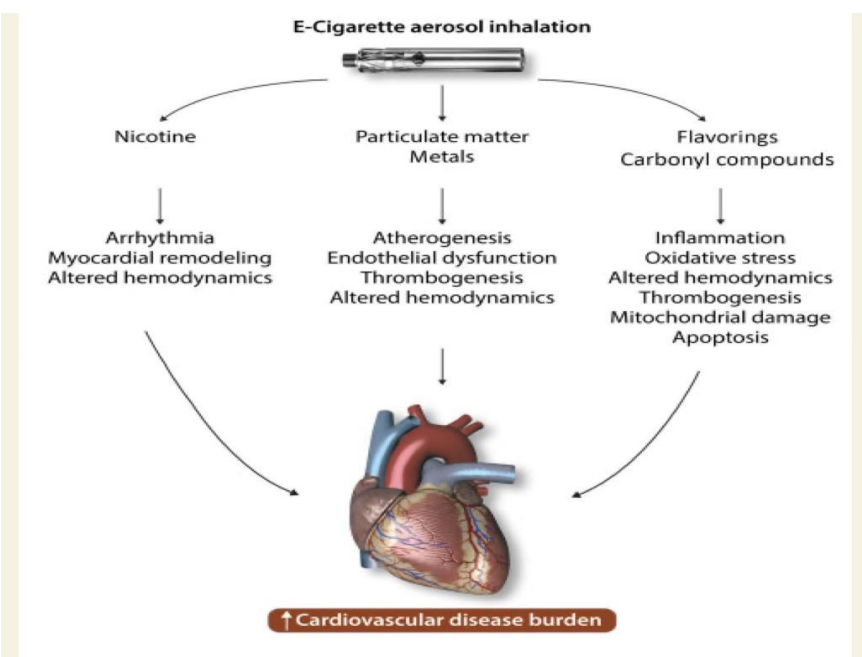 E-Cigarette aerosol inhalation
Nicotine
Particulate matter
Metals
Flavorings
Carbonyl compounds
Arrhythmia
Myocardial remodeling
Altered hemodynamics
Atherogenesis
Endothelial dysfunction
Thrombogenesis
Altered hemodynamics
Inflammation
Oxidative stress
Altered hemodynamics
Thrombogenesis
Mitochondrial damage
Apoptosis
↑ Cardiovascular disease burden